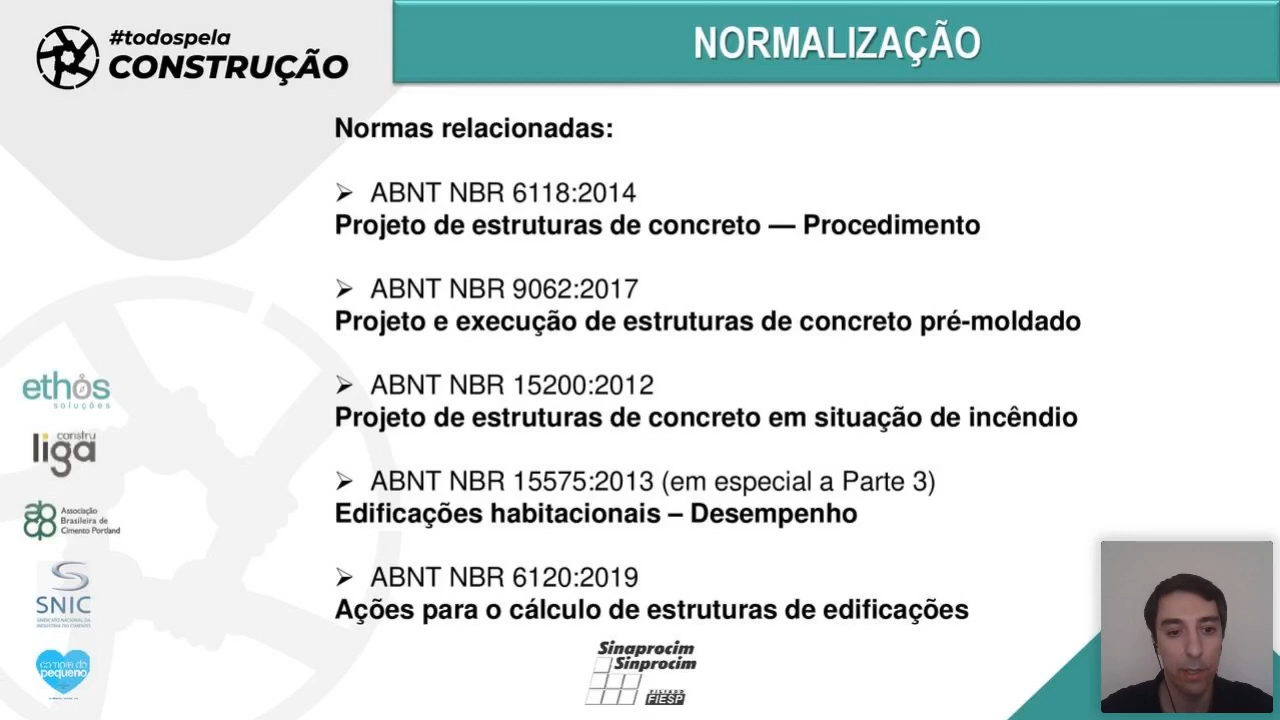 #todospela
CONSTRUÇÃO
NORMALIZAÇÃO
Normas relacionadas:
➢ ABNT NBR 6118:2014
Projeto de estruturas de concreto — Procedimento
➢ ABNT NBR 9062:2017
Projeto e execução de estruturas de concreto pré-moldado
➢ ABNT NBR 15200:2012
Projeto de estruturas de concreto em situação de incêndio
➢ ABNT NBR 15575:2013 (em especial a Parte 3)
Edificações habitacionais – Desempenho
➢ ABNT NBR 6120:2019
Ações para o cálculo de estruturas de edificações
ethos
soluções
constru
liga
Associação
Brasileira de
Cimento Portland
SNIC
compre do
pequeno
Sinaprocim
Sinprocim
FIESP